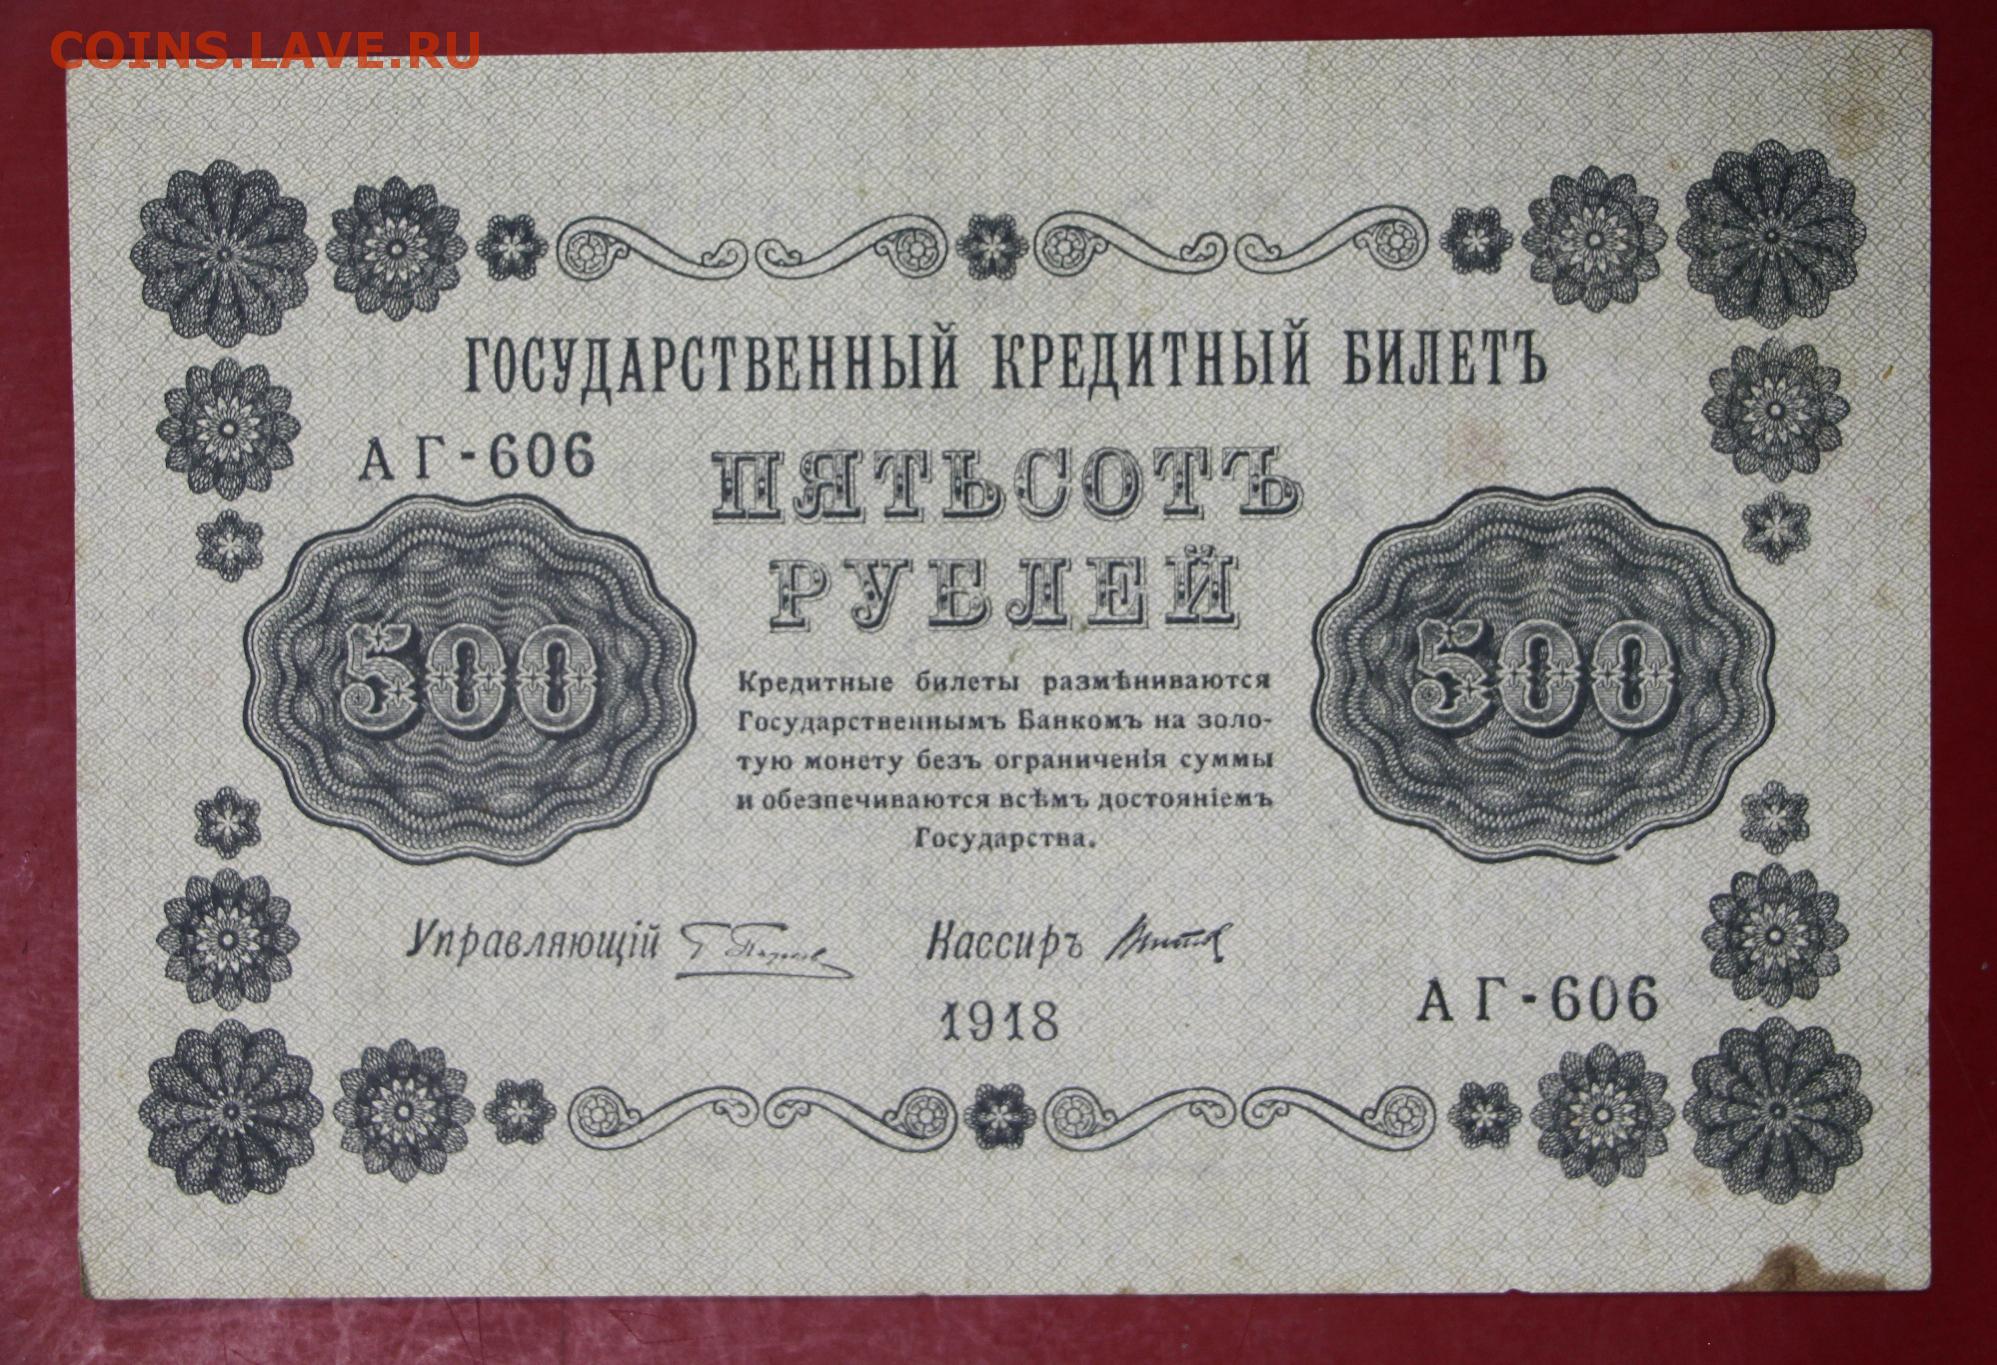 COINS.LAVE.RU
ГОСУДАРСТВЕННЫЙ КРЕДИТНЫЙ БИЛЕТЪ
АГ-606
ПЯТЬСОТЪ
РУБЛЕЙ
500
500
Кредитные билеты размѣниваются
Государственнымъ Банкомъ на золо-
тую монету безъ ограниченія суммы
и обезпечиваются всѣмъ достояніемъ
Государства.
Управляющій
Кассиръ
1918
АГ-606